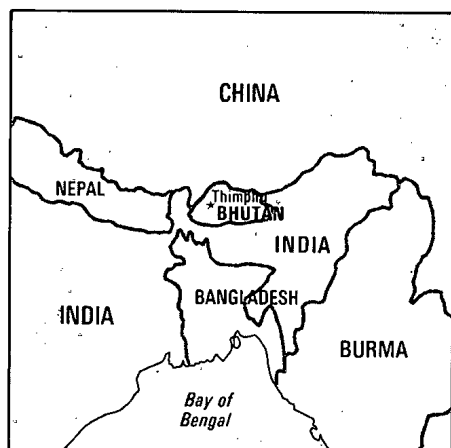 CHINA
NEPAL
Thimphu
BHUTAN
INDIA
BANGLADESH
INDIA
BURMA
Bay of
Bengal